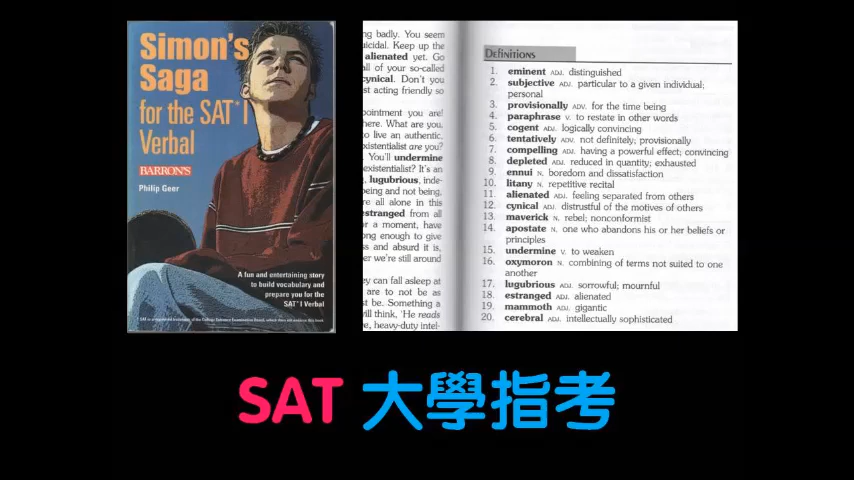 Simon's
Saga
for the SAT* I
Verbal
BARRON'S
Philip Geer
A fun and entertaining story
to build vocabulary and
prepare you for the
SAT* I Verbal
ng badly. You seem
uicidal. Keep up the
alienated yet. Go
all of your so-called
cynical. Don't you
st acting friendly so
pointment you are!
here. What are you,
to live an authentic,
existentialist are you?
You'll undermine
existentialist? It's an
lugubrious, inde-
being and not being,
re all alone in this
estranged from all
r a moment, have
ong enough to give
ss and absurd it is,
er we're still around
ey can fall asleep at
are to not be as
st be. Something a
ill think, 'He reads
e, heavy-duty intel-
Definitions
1. eminent ADJ. distinguished
2. subjective ADJ. particular to a given individual;
personal
3. provisionally ADV. for the time being
4. paraphrase V. to restate in other words
5. cogent ADJ. logically convincing
6. tentatively ADV. not definitely; provisionally
7. compelling ADJ. having a powerful effect; convincing
8. depleted ADJ. reduced in quantity; exhausted
9. ennui N. boredom and dissatisfaction
10. litany N. repetitive recital
11. alienated ADJ. feeling separated from others
12. cynical ADJ. distrustful of the motives of others
13. maverick N. rebel; nonconformist
14. apostate N. one who abandons his or her beliefs or
principles
15. undermine V. to weaken
16. oxymoron N. combining of terms not suited to one
another
17. lugubrious ADJ. sorrowful; mournful
18. estranged ADJ. alienated
19. mammoth ADJ. gigantic
20. cerebral ADJ. intellectually sophisticated
SAT 大學指考